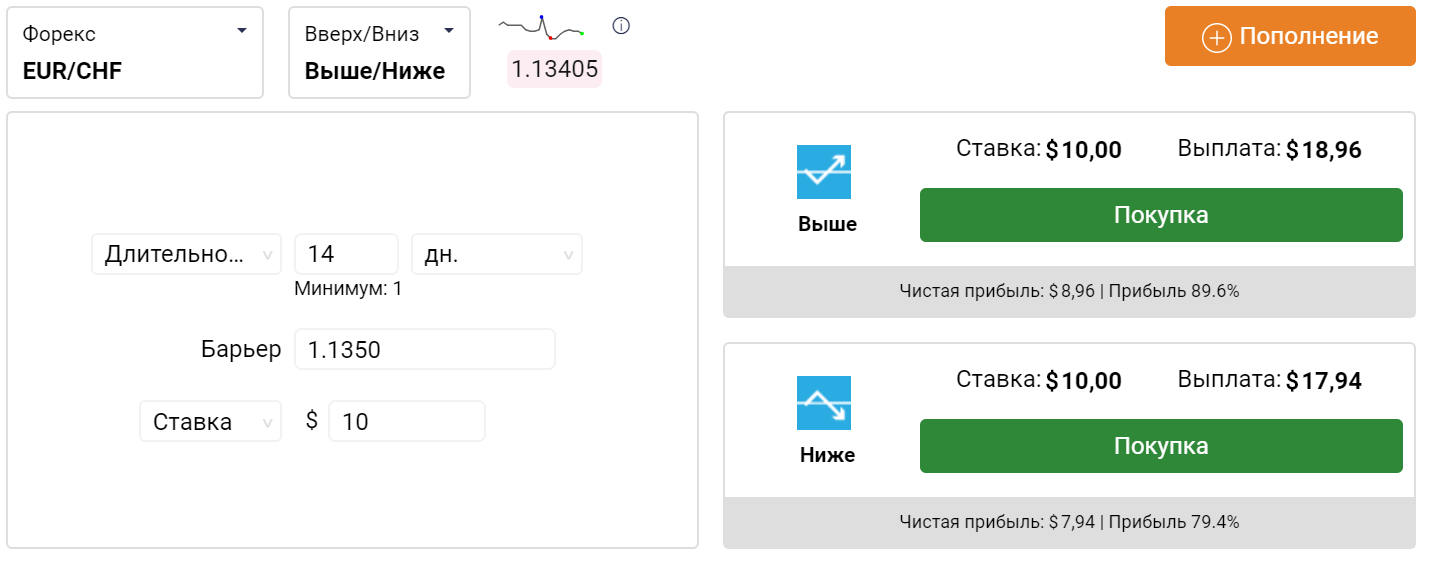 Форекс
EUR/CHF
Вверх/Вниз
Выше/Ниже
1.13405
Пополнение
Длительно...
14
дн.
Минимум: 1
Барьер
1.1350
Ставка
$
10
Ставка: $10,00
Выплата: $18,96
Выше
Покупка
Чистая прибыль: $8,96 | Прибыль 89.6%
Ставка: $10,00
Выплата: $17,94
Ниже
Покупка
Чистая прибыль: $7,94 | Прибыль 79.4%